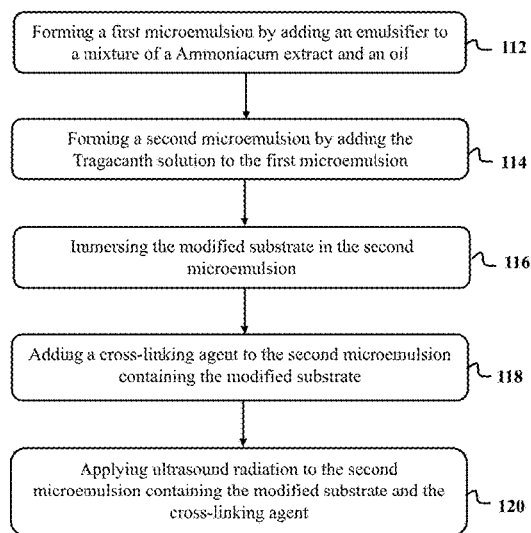 Forming a first microemulsion by adding an emulsifier to
a mixture of a Ammoniacum extract and an oil
112
Forming a second microemulsion by adding the
Tragacanth solution to the first microemulsion
114
Immersing the modified substrate in the second
microemulsion
116
Adding a cross-linking agent to the second microemulsion
containing the modified substrate
118
Applying ultrasound radiation to the second
microemulsion containing the modified substrate and the
cross-linking agent
120